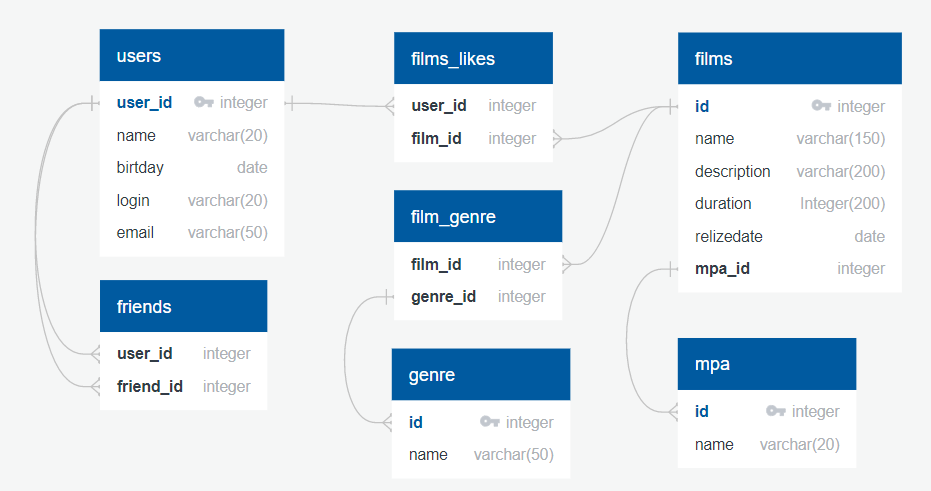 users
user_id integer
name varchar(20)
birtday date
login varchar(20)
email varchar(50)
friends
user_id integer
friend_id integer
films_likes
user_id integer
film_id integer
film_genre
film_id integer
genre_id integer
genre
id integer
name varchar(50)
films
id integer
name varchar(150)
description varchar(200)
duration Integer(200)
relizedate date
mpa_id integer
mpa
id integer
name varchar(20)